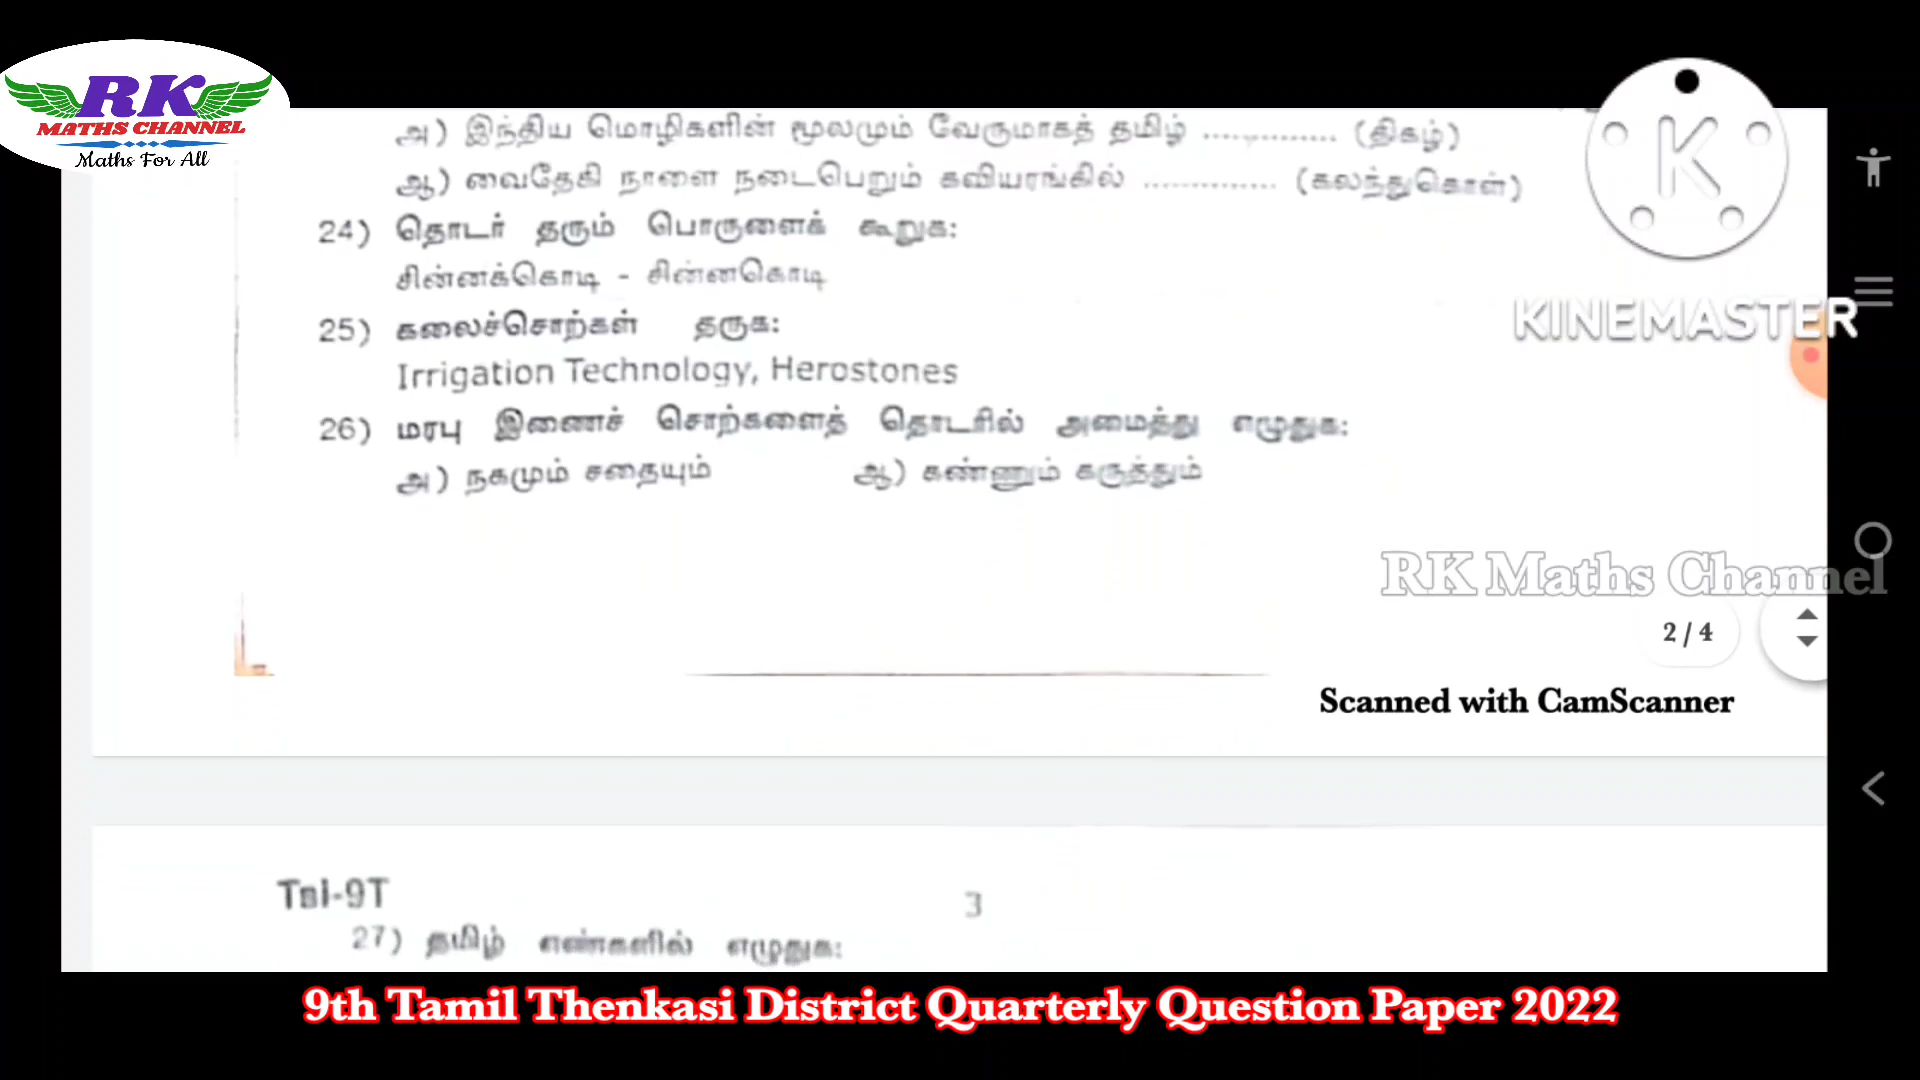 RK
MATHS CHANNEL
Maths For All
அ) இந்திய மொழிகளின் மூலமும் வேருமாகத் தமிழ் .............. (திகழ்)
ஆ) வைதேகி நாளை நடைபெறும் கவியரங்கில் .............. (கலந்துகொள்)
24) தொடர் தரும் பொருளைக் கூறுக:
சின்னக்கொடி - சின்னகொடி
25) கலைச்சொற்கள் தருக:
Irrigation Technology, Herostones
26) மரபு இணைச் சொற்களைத் தொடரில் அமைத்து எழுதுக:
அ) நகமும் சதையும் ஆ) கண்ணும் கருத்தும்
K
KINEMASTER
RK Maths Channel
2 / 4
Scanned with CamScanner
Tsi-9T 3
27) தமிழ் எண்களில் எழுதுக:
9th Tamil Thenkasi District Quarterly Question Paper 2022